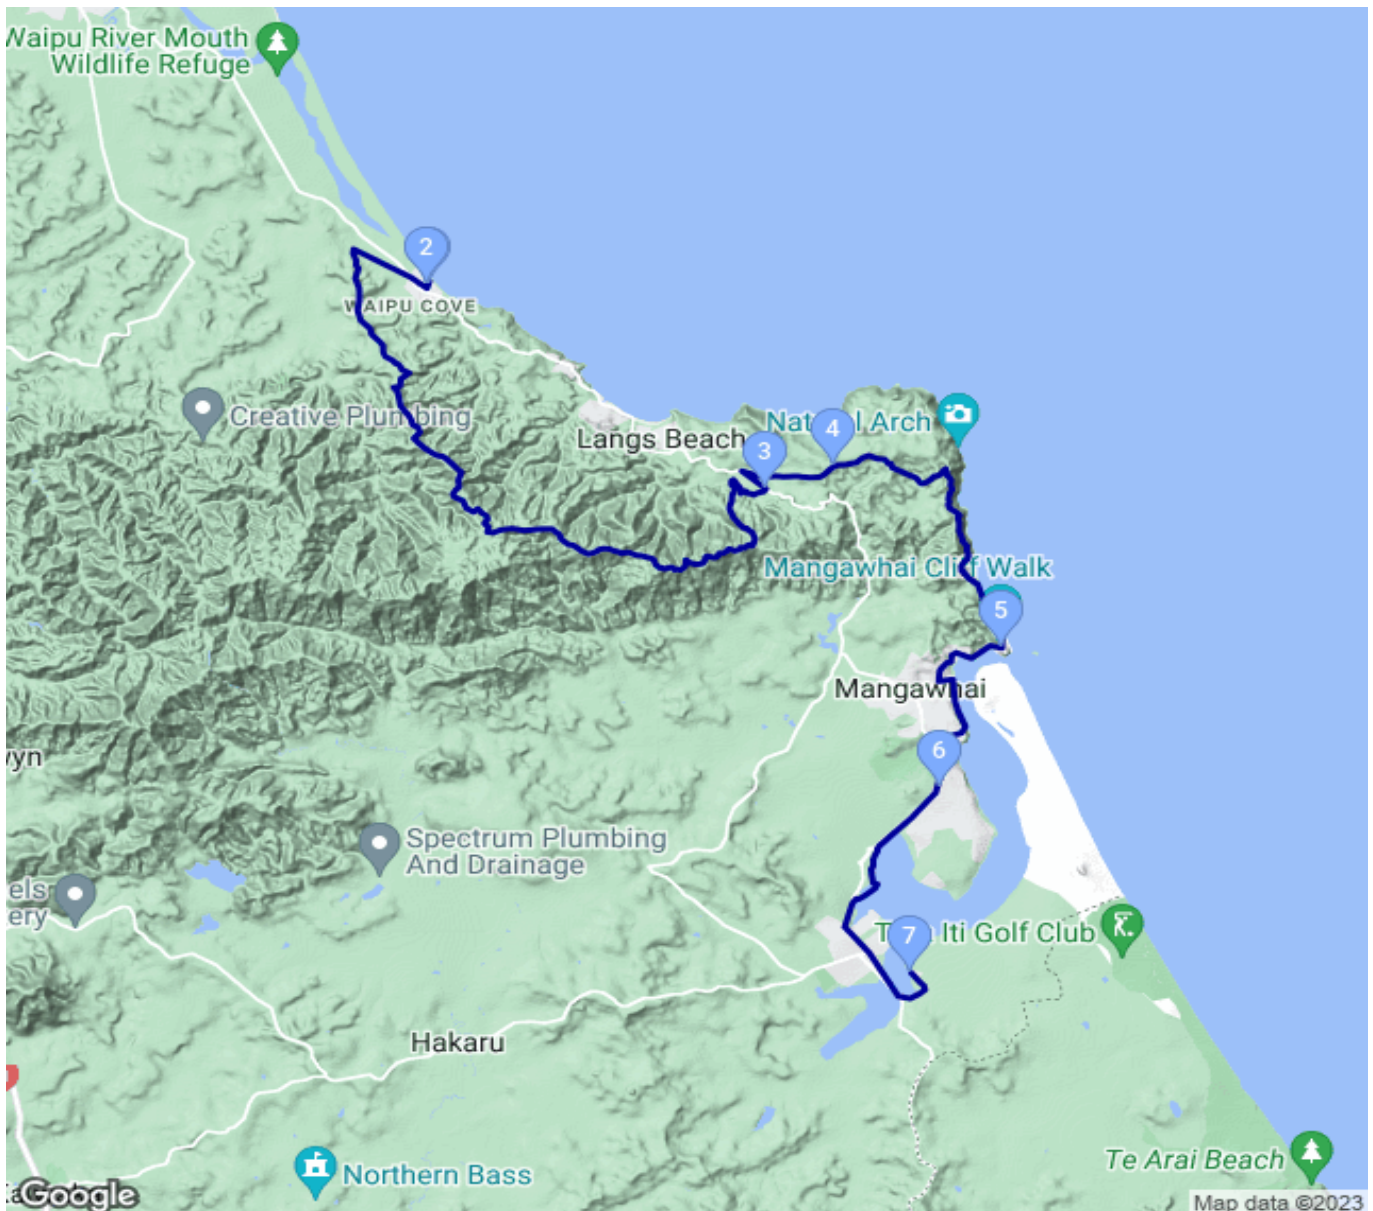 Waipu River Mouth
Wildlife Refuge
2
WAIPU COVE
Creative Plumbing
Langs Beach
Natural Arch
4
3
Mangawhai Cliff Walk
5
Mangawhai
6
Spectrum Plumbing
And Drainage
els
ery
7
Iti Golf Club
Hakaru
Te Arai Beach
Northern Bass
Google
Map data ©2023